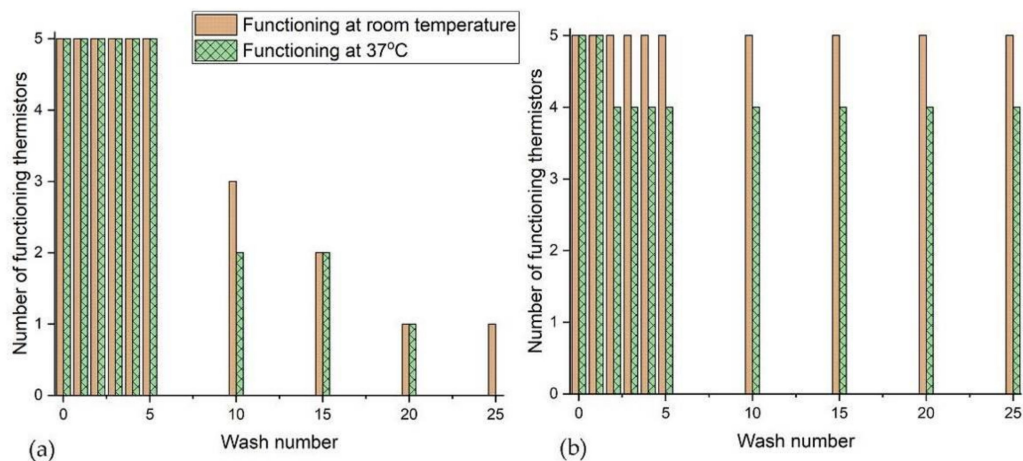 Functioning at room temperature
Functioning at 37°C
Number of functioning thermistors
5
4
3
2
1
0
0 5 10 15 20 25
Wash number
(a)
Number of functioning thermistors
5
4
3
2
1
0
0 5 10 15 20 25
Wash number
(b)